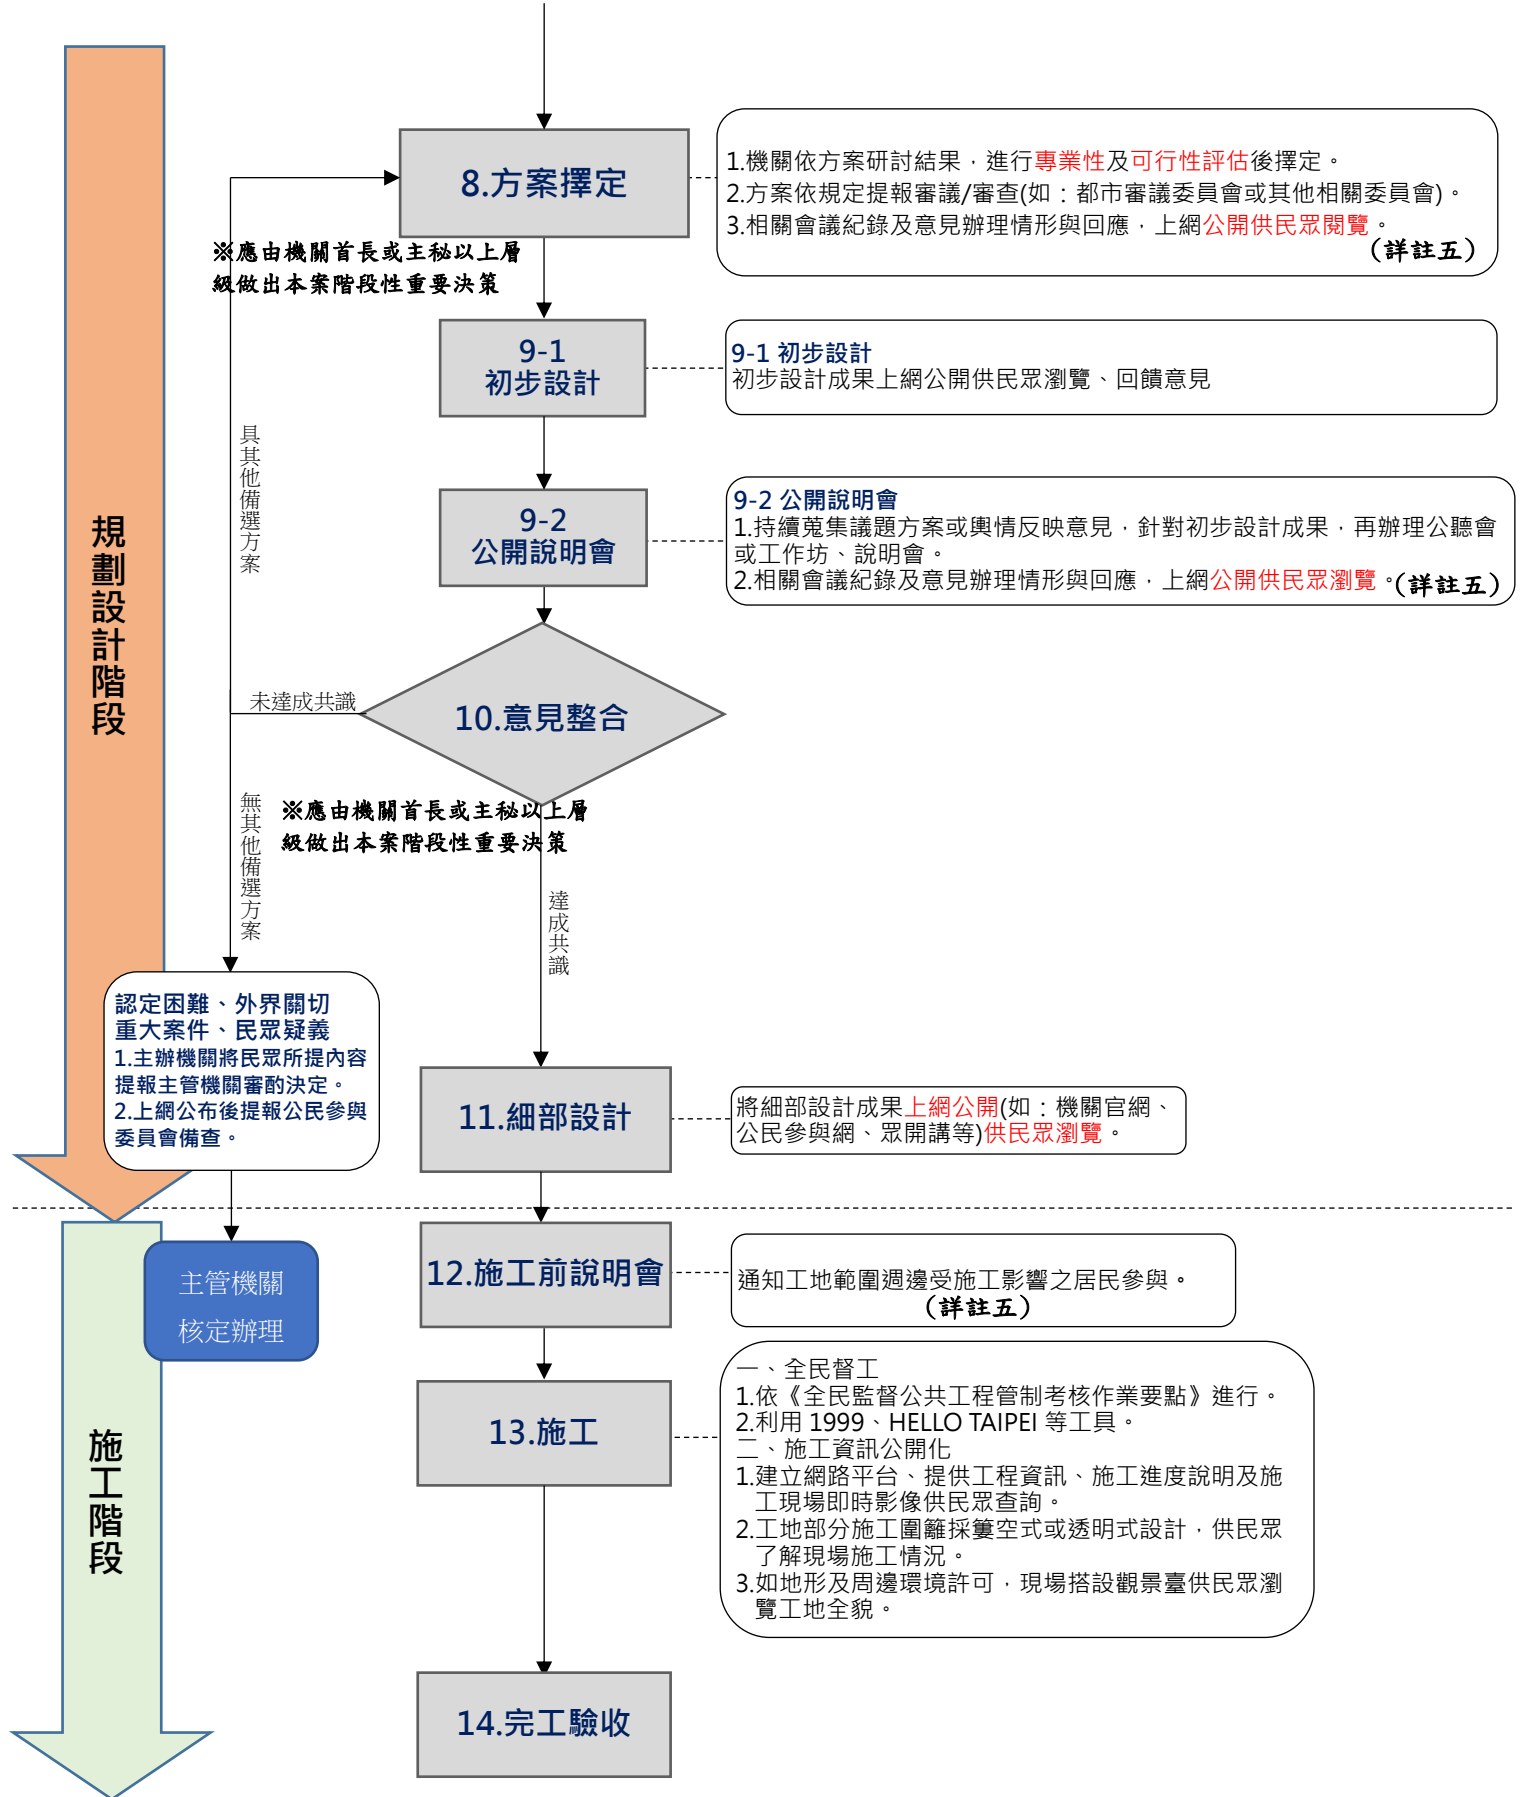 規劃設計階段
8.方案擇定
1.機關依方案研討結果，進行專業性及可行性評估後擇定。
2.方案依規定提報審議/審查(如：都市審議委員會或其他相關委員會)。
3.相關會議紀錄及意見辦理情形與回應，上網公開供民眾閱覽。
(詳註五)
※應由機關首長或主秘以上層
級做出本案階段性重要決策
9-1
初步設計
9-1 初步設計
初步設計成果上網公開供民眾瀏覽、回饋意見
具其他備選方案
9-2
公開說明會
9-2 公開說明會
1.持續蒐集議題方案或輿情反映意見，針對初步設計成果，再辦理公聽會
或工作坊、說明會。
2.相關會議紀錄及意見辦理情形與回應，上網公開供民眾瀏覽。(詳註五)
未達成共識
10.意見整合
無其他備選方案
※應由機關首長或主秘以上層
級做出本案階段性重要決策
達成共識
認定困難、外界關切
重大案件、民眾疑義
1.主辦機關將民眾所提內容
提報主管機關審酌決定。
2.上網公布後提報公民參與
委員會備查。
11.細部設計
將細部設計成果上網公開(如：機關官網、
公民參與網、眾開講等)供民眾瀏覽。
施工階段
主管機關
核定辦理
12.施工前說明會
通知工地範圍週邊受施工影響之居民參與。
(詳註五)
13.施工
一、全民督工
1.依《全民監督公共工程管制考核作業要點》進行。
2.利用 1999、HELLO TAIPEI 等工具。
二、施工資訊公開化
1.建立網路平台、提供工程資訊、施工進度說明及施
工現場即時影像供民眾查詢。
2.工地部分施工圍籬採簍空式或透明式設計，供民眾
了解現場施工情況。
3.如地形及周邊環境許可，現場搭設觀景臺供民眾瀏
覽工地全貌。
14.完工驗收